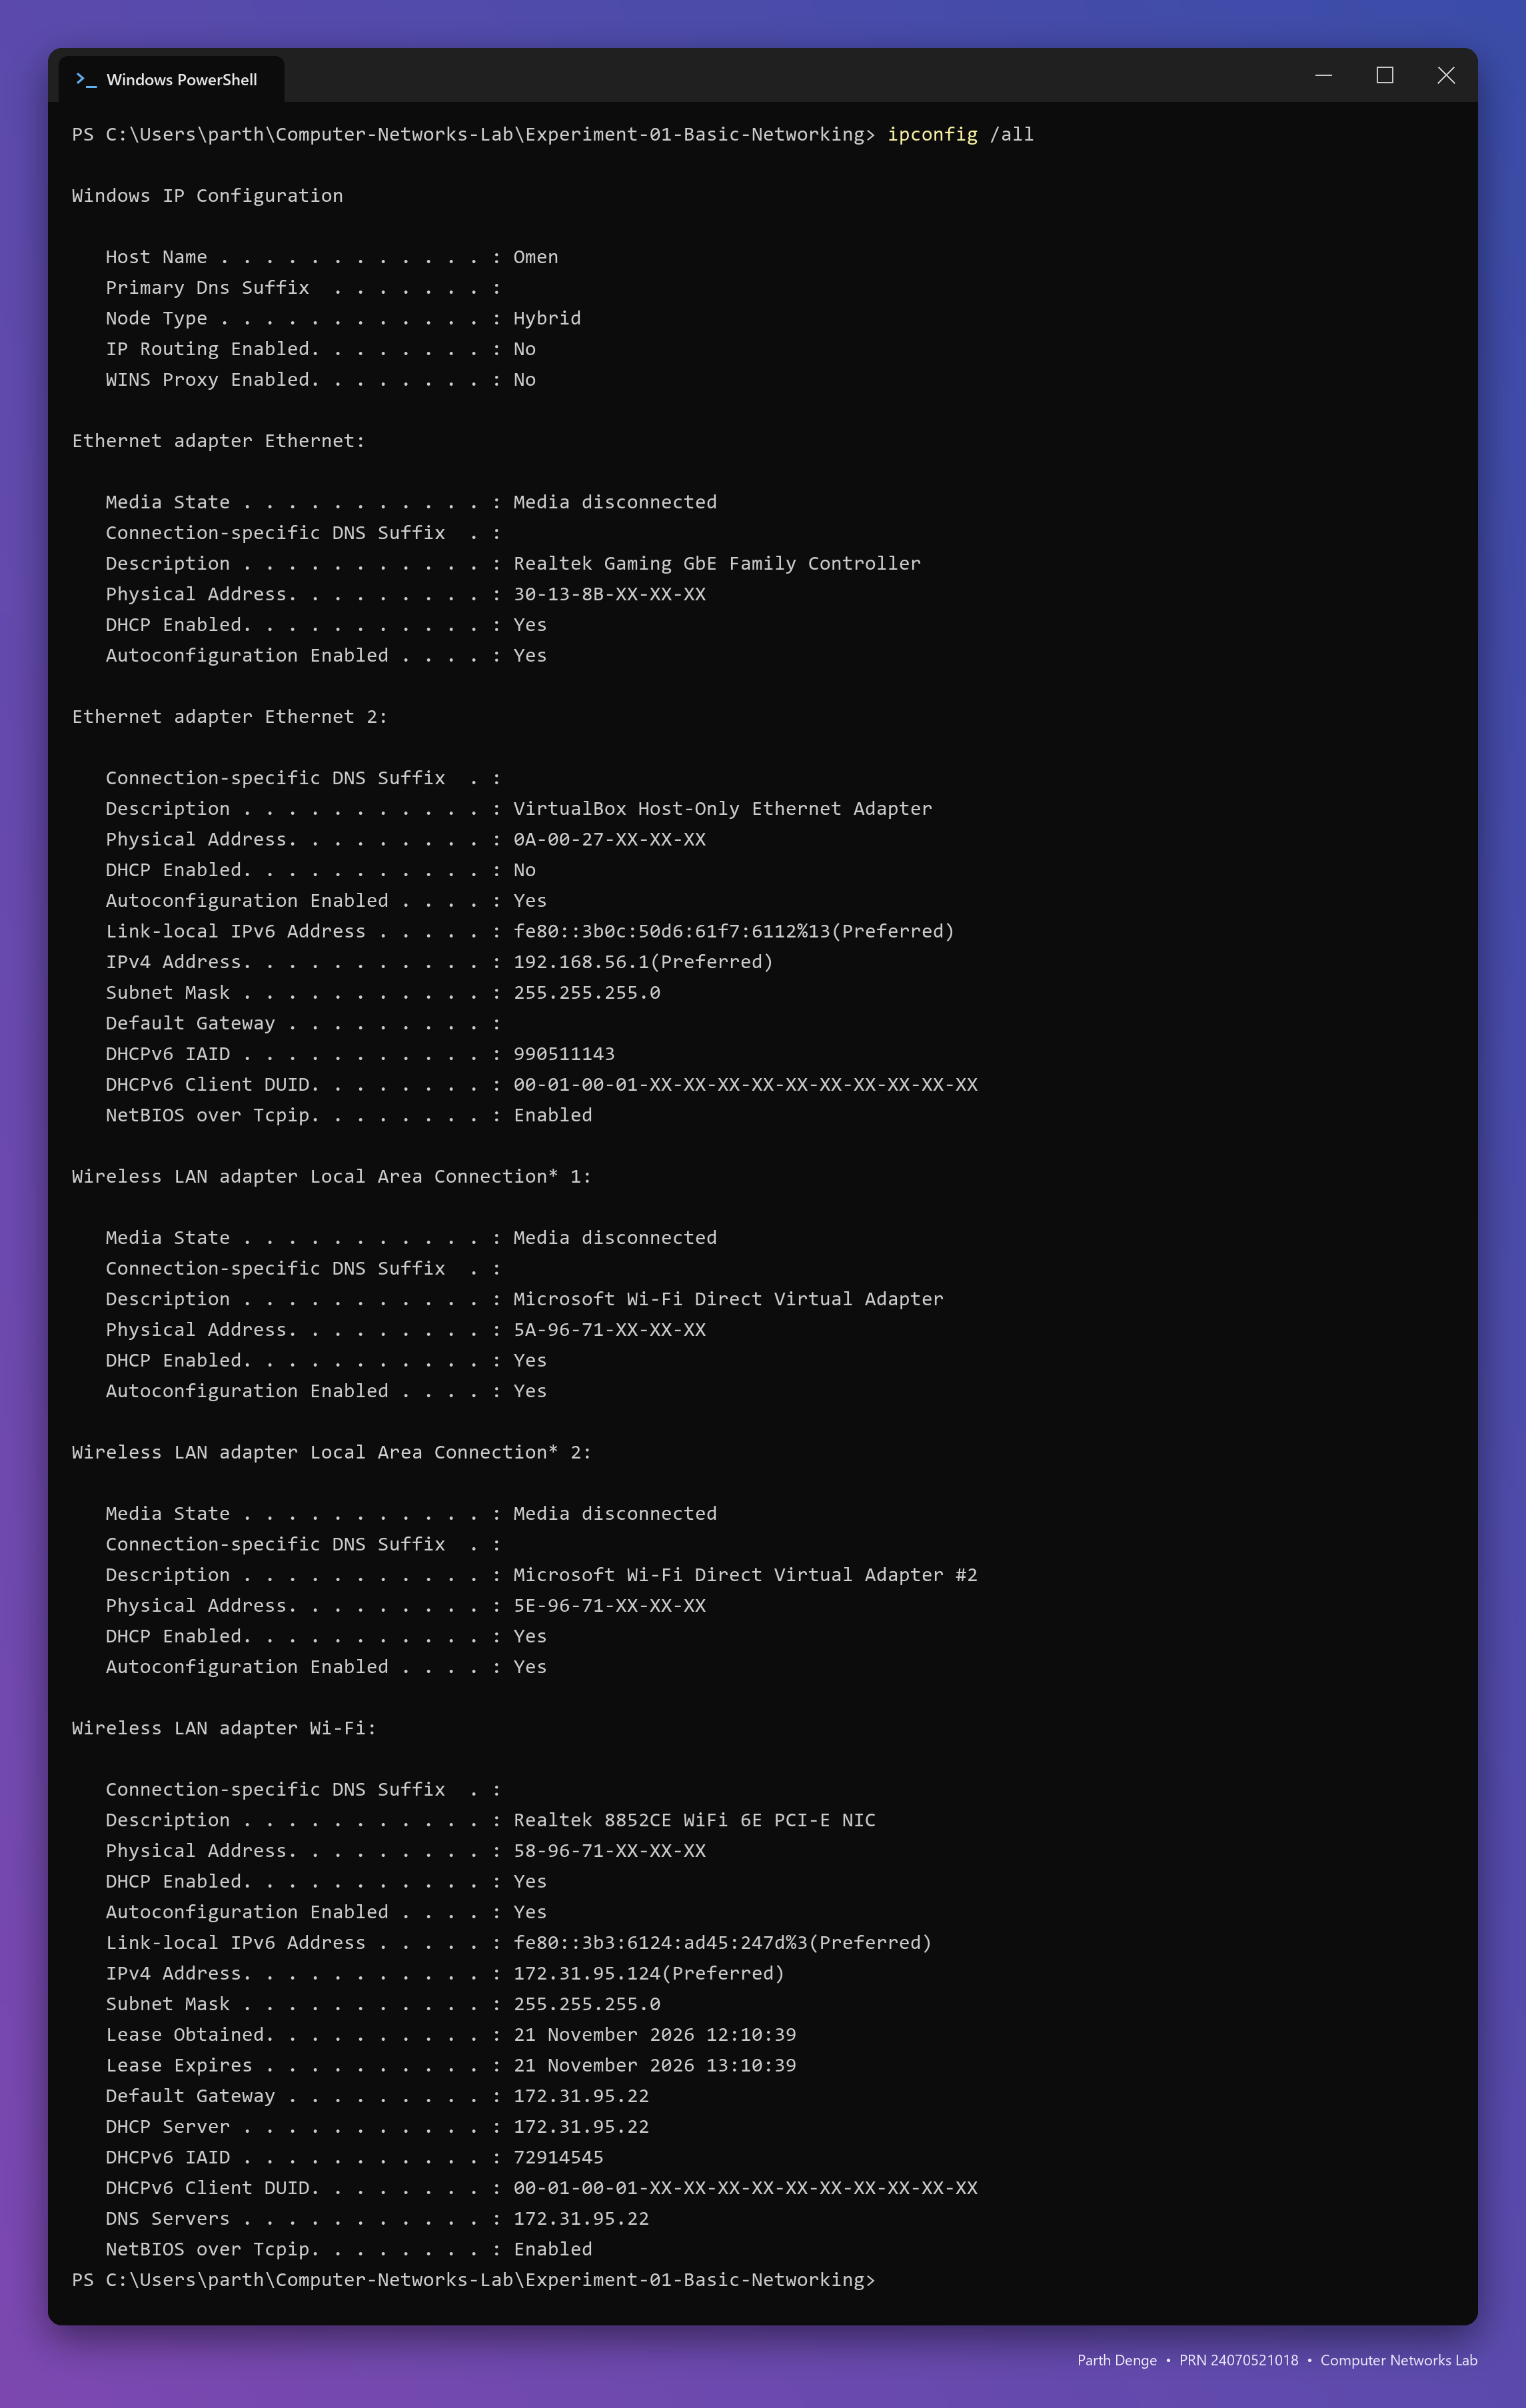 Windows PowerShell
PS C:\Users\parth\Computer-Networks-Lab\Experiment-01-Basic-Networking> ipconfig /all

Windows IP Configuration

   Host Name . . . . . . . . . . . . : Omen
   Primary Dns Suffix  . . . . . . . :
   Node Type . . . . . . . . . . . . : Hybrid
   IP Routing Enabled. . . . . . . . : No
   WINS Proxy Enabled. . . . . . . . : No

Ethernet adapter Ethernet:

   Media State . . . . . . . . . . . : Media disconnected
   Connection-specific DNS Suffix  . :
   Description . . . . . . . . . . . : Realtek Gaming GbE Family Controller
   Physical Address. . . . . . . . . : 30-13-8B-XX-XX-XX
   DHCP Enabled. . . . . . . . . . . : Yes
   Autoconfiguration Enabled . . . . : Yes

Ethernet adapter Ethernet 2:

   Connection-specific DNS Suffix  . :
   Description . . . . . . . . . . . : VirtualBox Host-Only Ethernet Adapter
   Physical Address. . . . . . . . . : 0A-00-27-XX-XX-XX
   DHCP Enabled. . . . . . . . . . . : No
   Autoconfiguration Enabled . . . . : Yes
   Link-local IPv6 Address . . . . . : fe80::3b0c:50d6:61f7:6112%13(Preferred)
   IPv4 Address. . . . . . . . . . . : 192.168.56.1(Preferred)
   Subnet Mask . . . . . . . . . . . : 255.255.255.0
   Default Gateway . . . . . . . . . :
   DHCPv6 IAID . . . . . . . . . . . : 990511143
   DHCPv6 Client DUID. . . . . . . . : 00-01-00-01-XX-XX-XX-XX-XX-XX-XX-XX-XX-XX
   NetBIOS over Tcpip. . . . . . . . : Enabled

Wireless LAN adapter Local Area Connection* 1:

   Media State . . . . . . . . . . . : Media disconnected
   Connection-specific DNS Suffix  . :
   Description . . . . . . . . . . . : Microsoft Wi-Fi Direct Virtual Adapter
   Physical Address. . . . . . . . . : 5A-96-71-XX-XX-XX
   DHCP Enabled. . . . . . . . . . . : Yes
   Autoconfiguration Enabled . . . . : Yes

Wireless LAN adapter Local Area Connection* 2:

   Media State . . . . . . . . . . . : Media disconnected
   Connection-specific DNS Suffix  . :
   Description . . . . . . . . . . . : Microsoft Wi-Fi Direct Virtual Adapter #2
   Physical Address. . . . . . . . . : 5E-96-71-XX-XX-XX
   DHCP Enabled. . . . . . . . . . . : Yes
   Autoconfiguration Enabled . . . . : Yes

Wireless LAN adapter Wi-Fi:

   Connection-specific DNS Suffix  . :
   Description . . . . . . . . . . . : Realtek 8852CE WiFi 6E PCI-E NIC
   Physical Address. . . . . . . . . : 58-96-71-XX-XX-XX
   DHCP Enabled. . . . . . . . . . . : Yes
   Autoconfiguration Enabled . . . . : Yes
   Link-local IPv6 Address . . . . . : fe80::3b3:6124:ad45:247d%3(Preferred)
   IPv4 Address. . . . . . . . . . . : 172.31.95.124(Preferred)
   Subnet Mask . . . . . . . . . . . : 255.255.255.0
   Lease Obtained. . . . . . . . . . : 21 November 2026 12:10:39
   Lease Expires . . . . . . . . . . : 21 November 2026 13:10:39
   Default Gateway . . . . . . . . . : 172.31.95.22
   DHCP Server . . . . . . . . . . . : 172.31.95.22
   DHCPv6 IAID . . . . . . . . . . . : 72914545
   DHCPv6 Client DUID. . . . . . . . : 00-01-00-01-XX-XX-XX-XX-XX-XX-XX-XX-XX-XX
   DNS Servers . . . . . . . . . . . : 172.31.95.22
   NetBIOS over Tcpip. . . . . . . . : Enabled
PS C:\Users\parth\Computer-Networks-Lab\Experiment-01-Basic-Networking>
Parth Denge • PRN 24070521018 • Computer Networks Lab